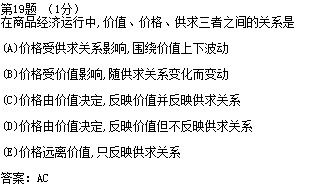 第19题 (1分)
在商品经济运行中,价值、价格、供求三者之间的关系是
(A)价格受供求关系影响,围绕价值上下波动
(B)价格受价值影响,随供求关系变化而变动
(C)价格由价值决定,反映价值并反映供求关系
(D)价格由价值决定,反映价值但不反映供求关系
(E)价格远离价值,只反映供求关系
答案: AC